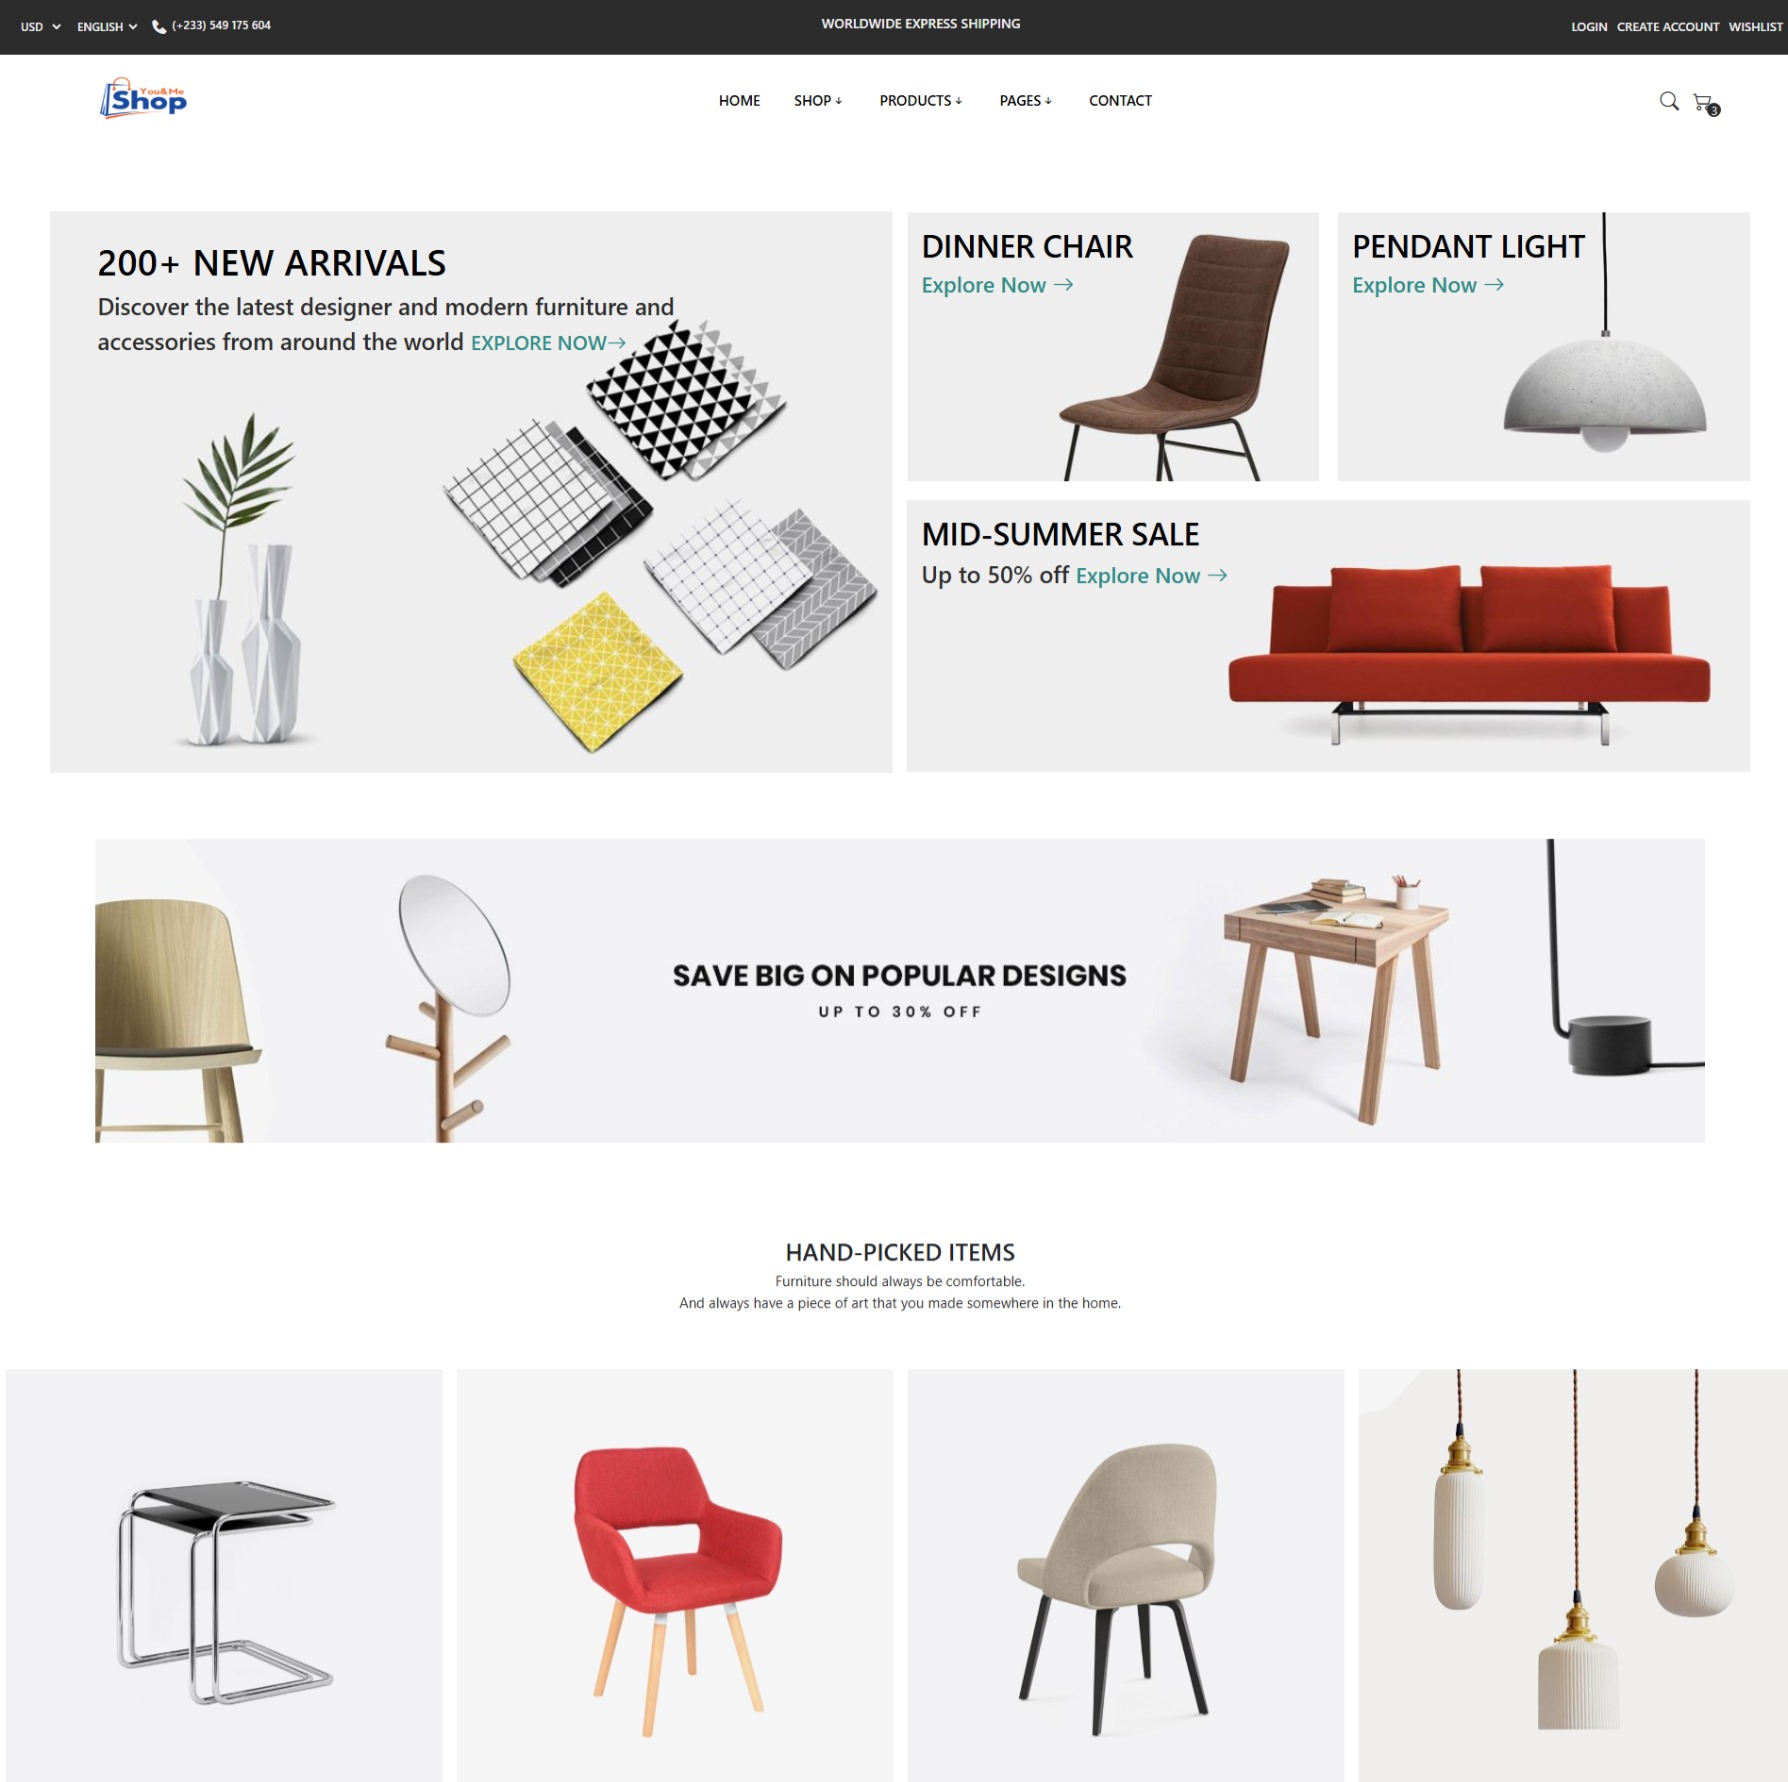 USD ENGLISH (+233) 549 175 604
WORLDWIDE EXPRESS SHIPPING
LOGIN CREATE ACCOUNT WISHLIST
You&Me
Shop
HOME SHOP PRODUCTS PAGES CONTACT
3
200+ NEW ARRIVALS
Discover the latest designer and modern furniture and
accessories from around the world EXPLORE NOW→
DINNER CHAIR
Explore Now →
PENDANT LIGHT
Explore Now →
MID-SUMMER SALE
Up to 50% off Explore Now →
SAVE BIG ON POPULAR DESIGNS
UP TO 30% OFF
HAND-PICKED ITEMS
Furniture should always be comfortable.
And always have a piece of art that you made somewhere in the home.